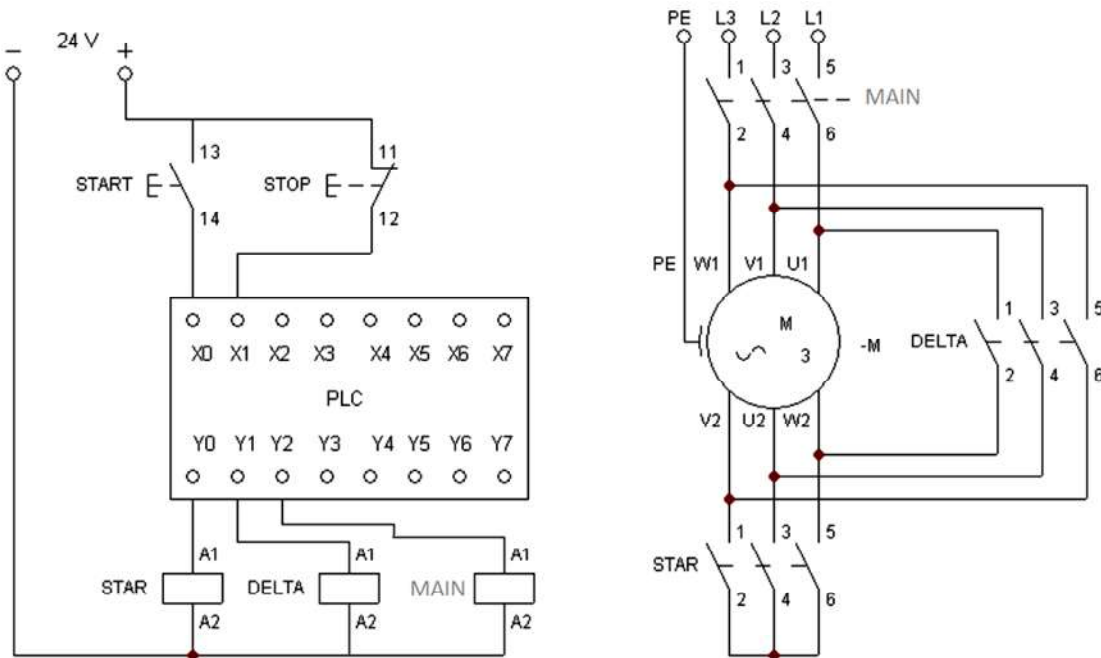 24 V
− +
13 11
START STOP
14 12
X0 X1 X2 X3 X4 X5 X6 X7
PLC
Y0 Y1 Y2 Y3 Y4 Y5 Y6 Y7
A1 A1 A1
STAR DELTA MAIN
A2 A2 A2
PE L3 L2 L1
1 3 5
MAIN
2 4 6
PE W1 V1 U1
1 3 5
M
3
-M DELTA
2 4 6
V2 U2 W2
1 3 5
STAR
2 4 6